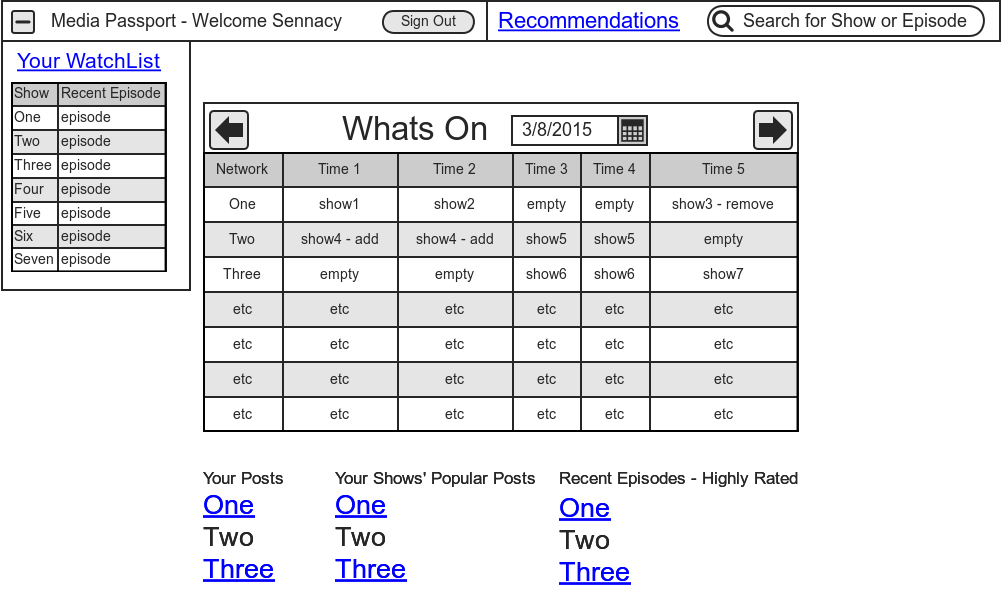 Media Passport - Welcome Sennacy Sign Out Recommendations Search for Show or Episode
Your WatchList
Show Recent Episode
One episode
Two episode
Three episode
Four episode
Five episode
Six episode
Seven episode
Whats On 3/8/2015
Network Time 1 Time 2 Time 3 Time 4 Time 5
One show1 show2 empty empty show3 - remove
Two show4 - add show4 - add show5 show5 empty
Three empty empty show6 show6 show7
etc etc etc etc etc etc
etc etc etc etc etc etc
etc etc etc etc etc etc
etc etc etc etc etc etc
Your Posts
One
Two
Three
Your Shows' Popular Posts
One
Two
Three
Recent Episodes - Highly Rated
One
Two
Three